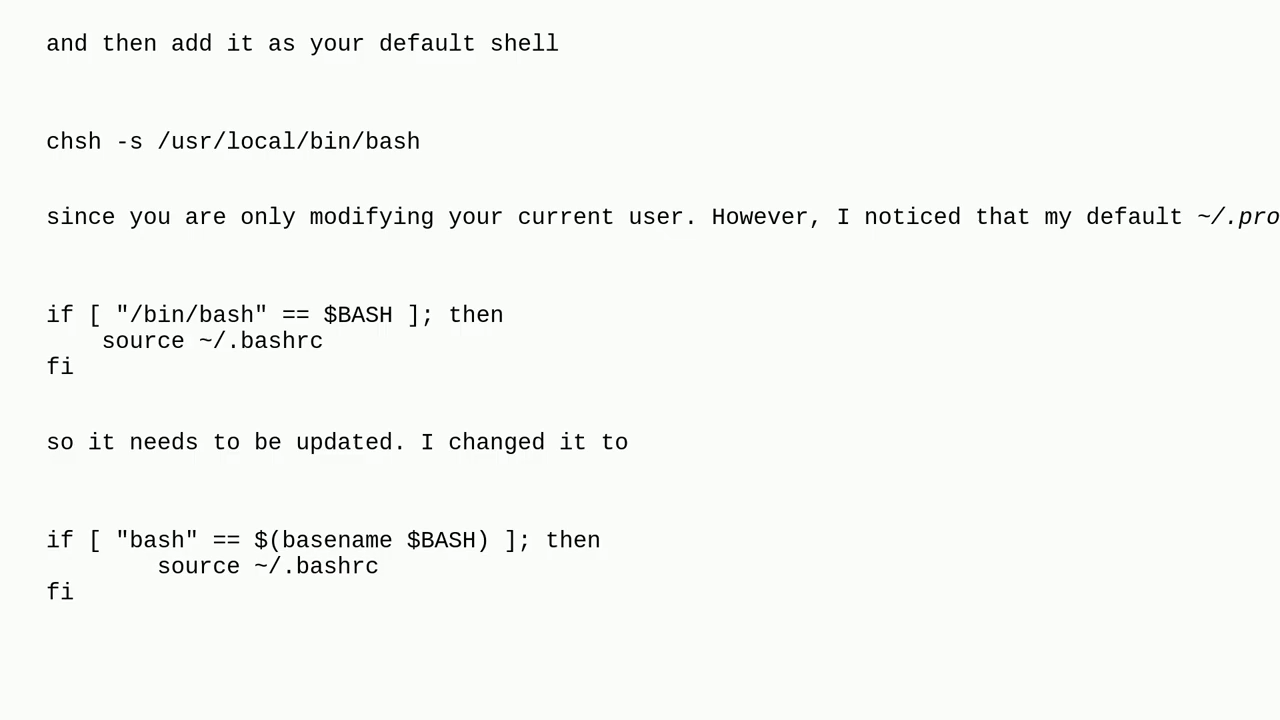 and then add it as your default shell
chsh -s /usr/local/bin/bash
since you are only modifying your current user. However, I noticed that my default ~/.pro
if [ "/bin/bash" == $BASH ]; then
    source ~/.bashrc
fi
so it needs to be updated. I changed it to
if [ "bash" == $(basename $BASH) ]; then
        source ~/.bashrc
fi